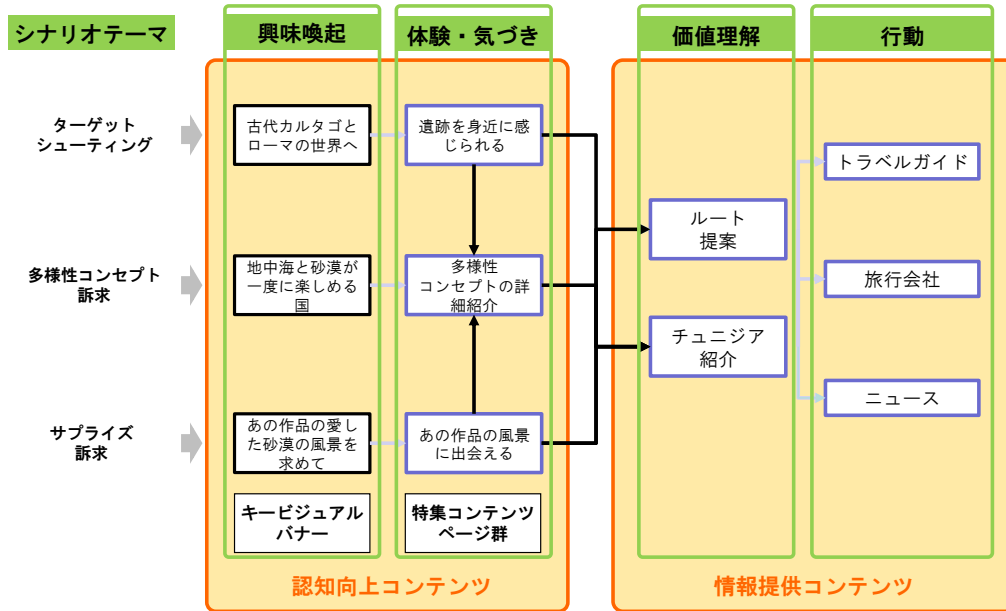 シナリオテーマ
興味喚起
体験・気づき
価値理解
行動
ターゲット
シューティング
古代カルタゴと
ローマの世界へ
遺跡を身近に感
じられる
トラベルガイド
ルート
提案
多様性コンセプト
訴求
地中海と砂漠が
一度に楽しめる
国
多様性
コンセプトの詳
細紹介
旅行会社
チュニジア
紹介
ニュース
サプライズ
訴求
あの作品の愛し
た砂漠の風景を
求めて
あの作品の風景
に出会える
キービジュアル
バナー
特集コンテンツ
ページ群
認知向上コンテンツ
情報提供コンテンツ